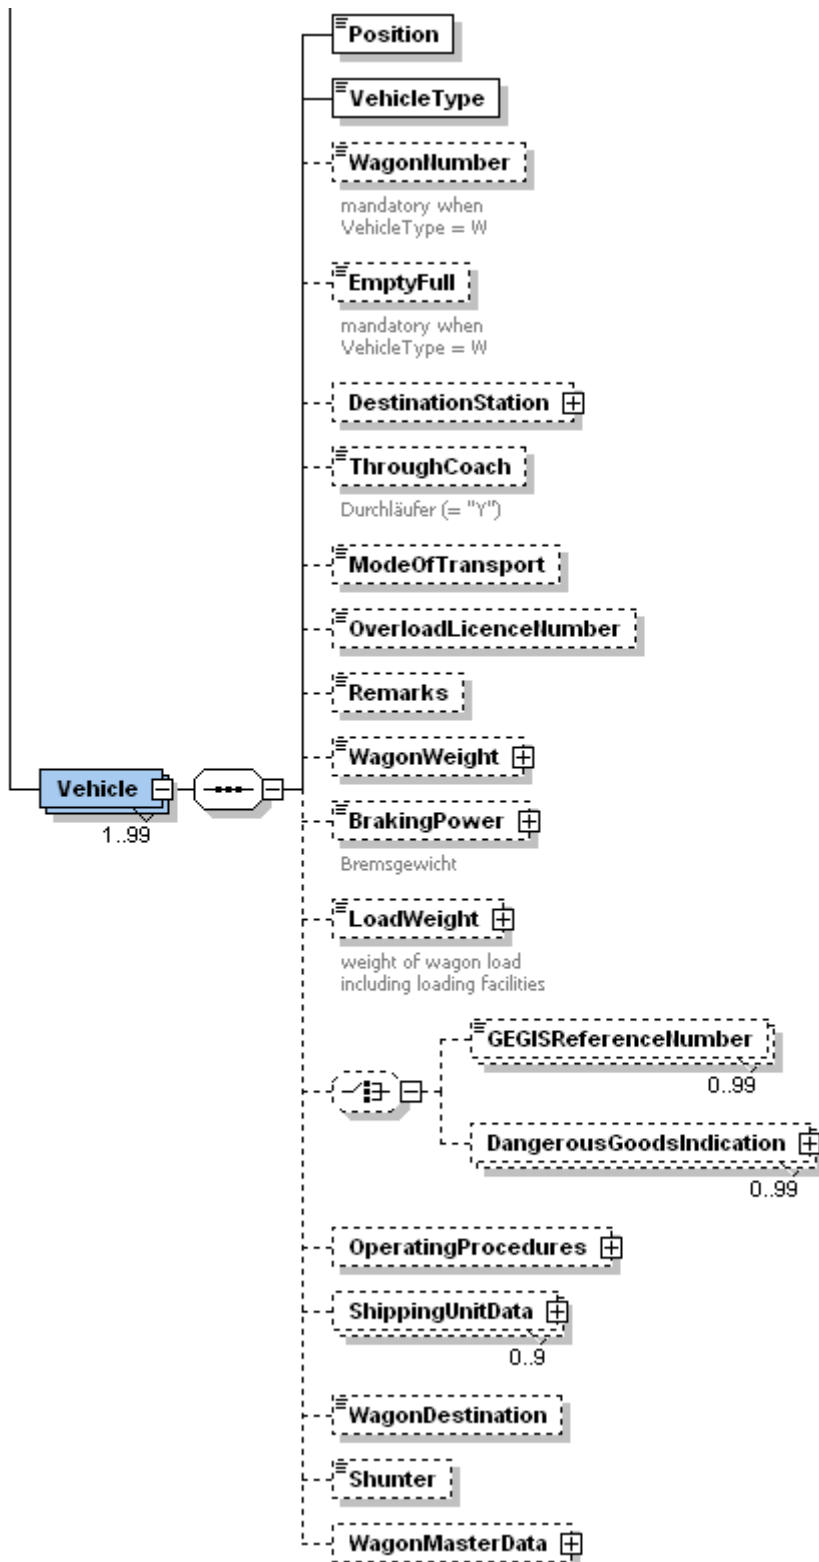 Position
VehicleType
WagonNumber
mandatory when
VehicleType = W
EmptyFull
mandatory when
VehicleType = W
DestinationStation
ThroughCoach
Durchläufer (= "Y")
ModeOfTransport
OverloadLicenceNumber
Remarks
WagonWeight
Vehicle
1..99
BrakingPower
Bremsgewicht
LoadWeight
weight of wagon load
including loading facilities
GEGISReferenceNumber
0..99
DangerousGoodsIndication
0..99
OperatingProcedures
ShippingUnitData
0..9
WagonDestination
Shunter
WagonMasterData